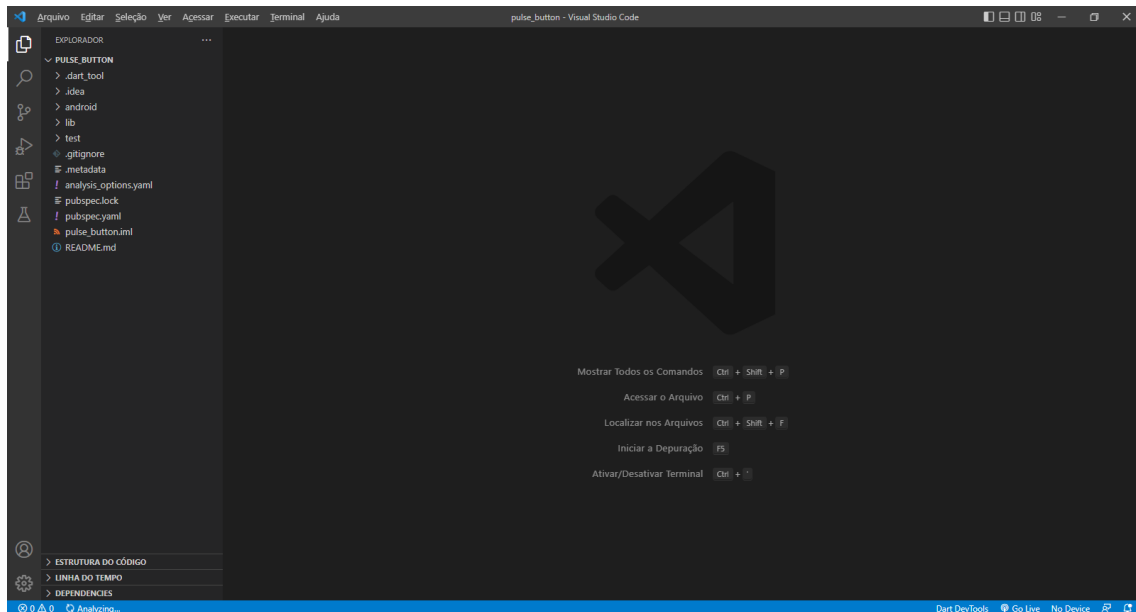 Arquivo Editar Seleção Ver Acessar Executar Terminal Ajuda
pulse_button - Visual Studio Code
EXPLORADOR
PULSE_BUTTON
.dart_tool
.idea
android
lib
test
.gitignore
.metadata
analysis_options.yaml
pubspec.lock
pubspec.yaml
pulse_button.iml
README.md
Mostrar Todos os Comandos Ctrl + Shift + P
Acessar o Arquivo Ctrl + P
Localizar nos Arquivos Ctrl + Shift + F
Iniciar a Depuração F5
Ativar/Desativar Terminal Ctrl + `
ESTRUTURA DO CÓDIGO
LINHA DO TEMPO
DEPENDENCIES
0 0 Analyzing... Dart DevTools Go Live No Device